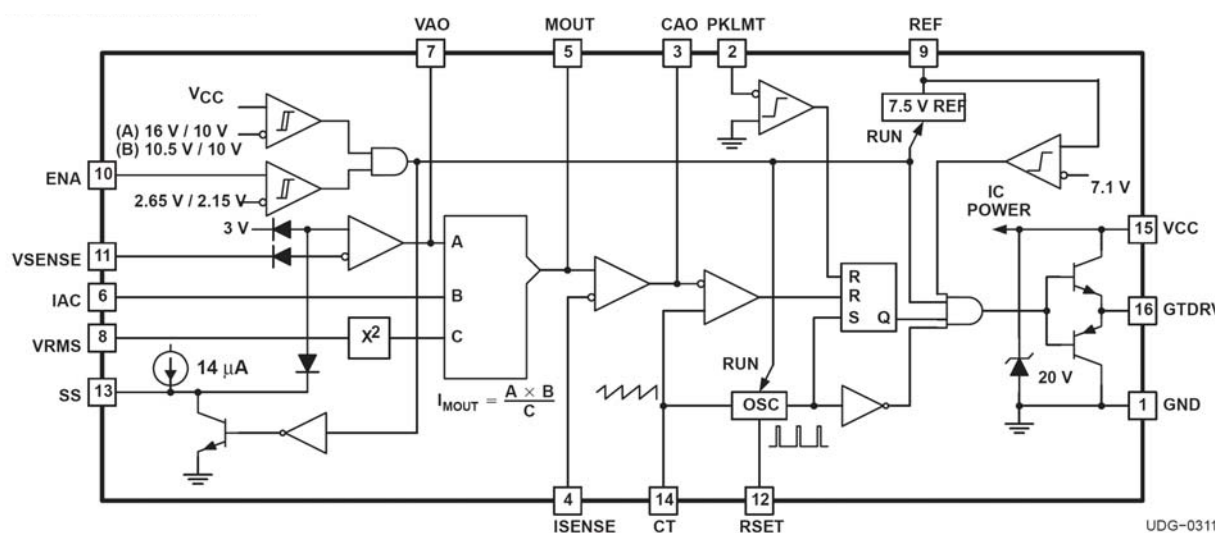 VAO
MOUT
CAO
PKLMT
REF
7
5
3
2
9
VCC
(A) 16 V / 10 V
(B) 10.5 V / 10 V
7.5 V REF
RUN
ENA
10
2.65 V / 2.15 V
7.1 V
IC
POWER
3 V
15
VCC
VSENSE
11
A
IAC
6
B
R
R
S
Q
16
GTDRV
VRMS
8
X2
C
RUN
14 μA
20 V
SS
13
IMOUT = A × B
C
OSC
1
GND
4
14
12
ISENSE
CT
RSET
UDG−0311